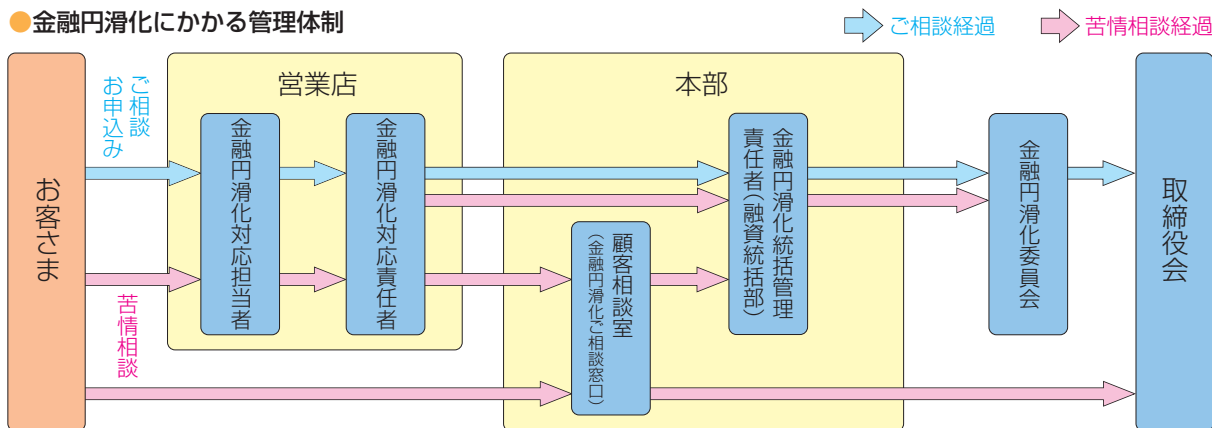 ●金融円滑化にかかる管理体制
ご相談経過
苦情相談経過
お客さま
ご相談
お申込み
苦情相談
営業店
金融円滑化対応担当者
金融円滑化対応責任者
本部
顧客相談室
(金融円滑化ご相談窓口)
金融円滑化統括管理
責任者(融資統括部)
金融円滑化委員会
取締役会